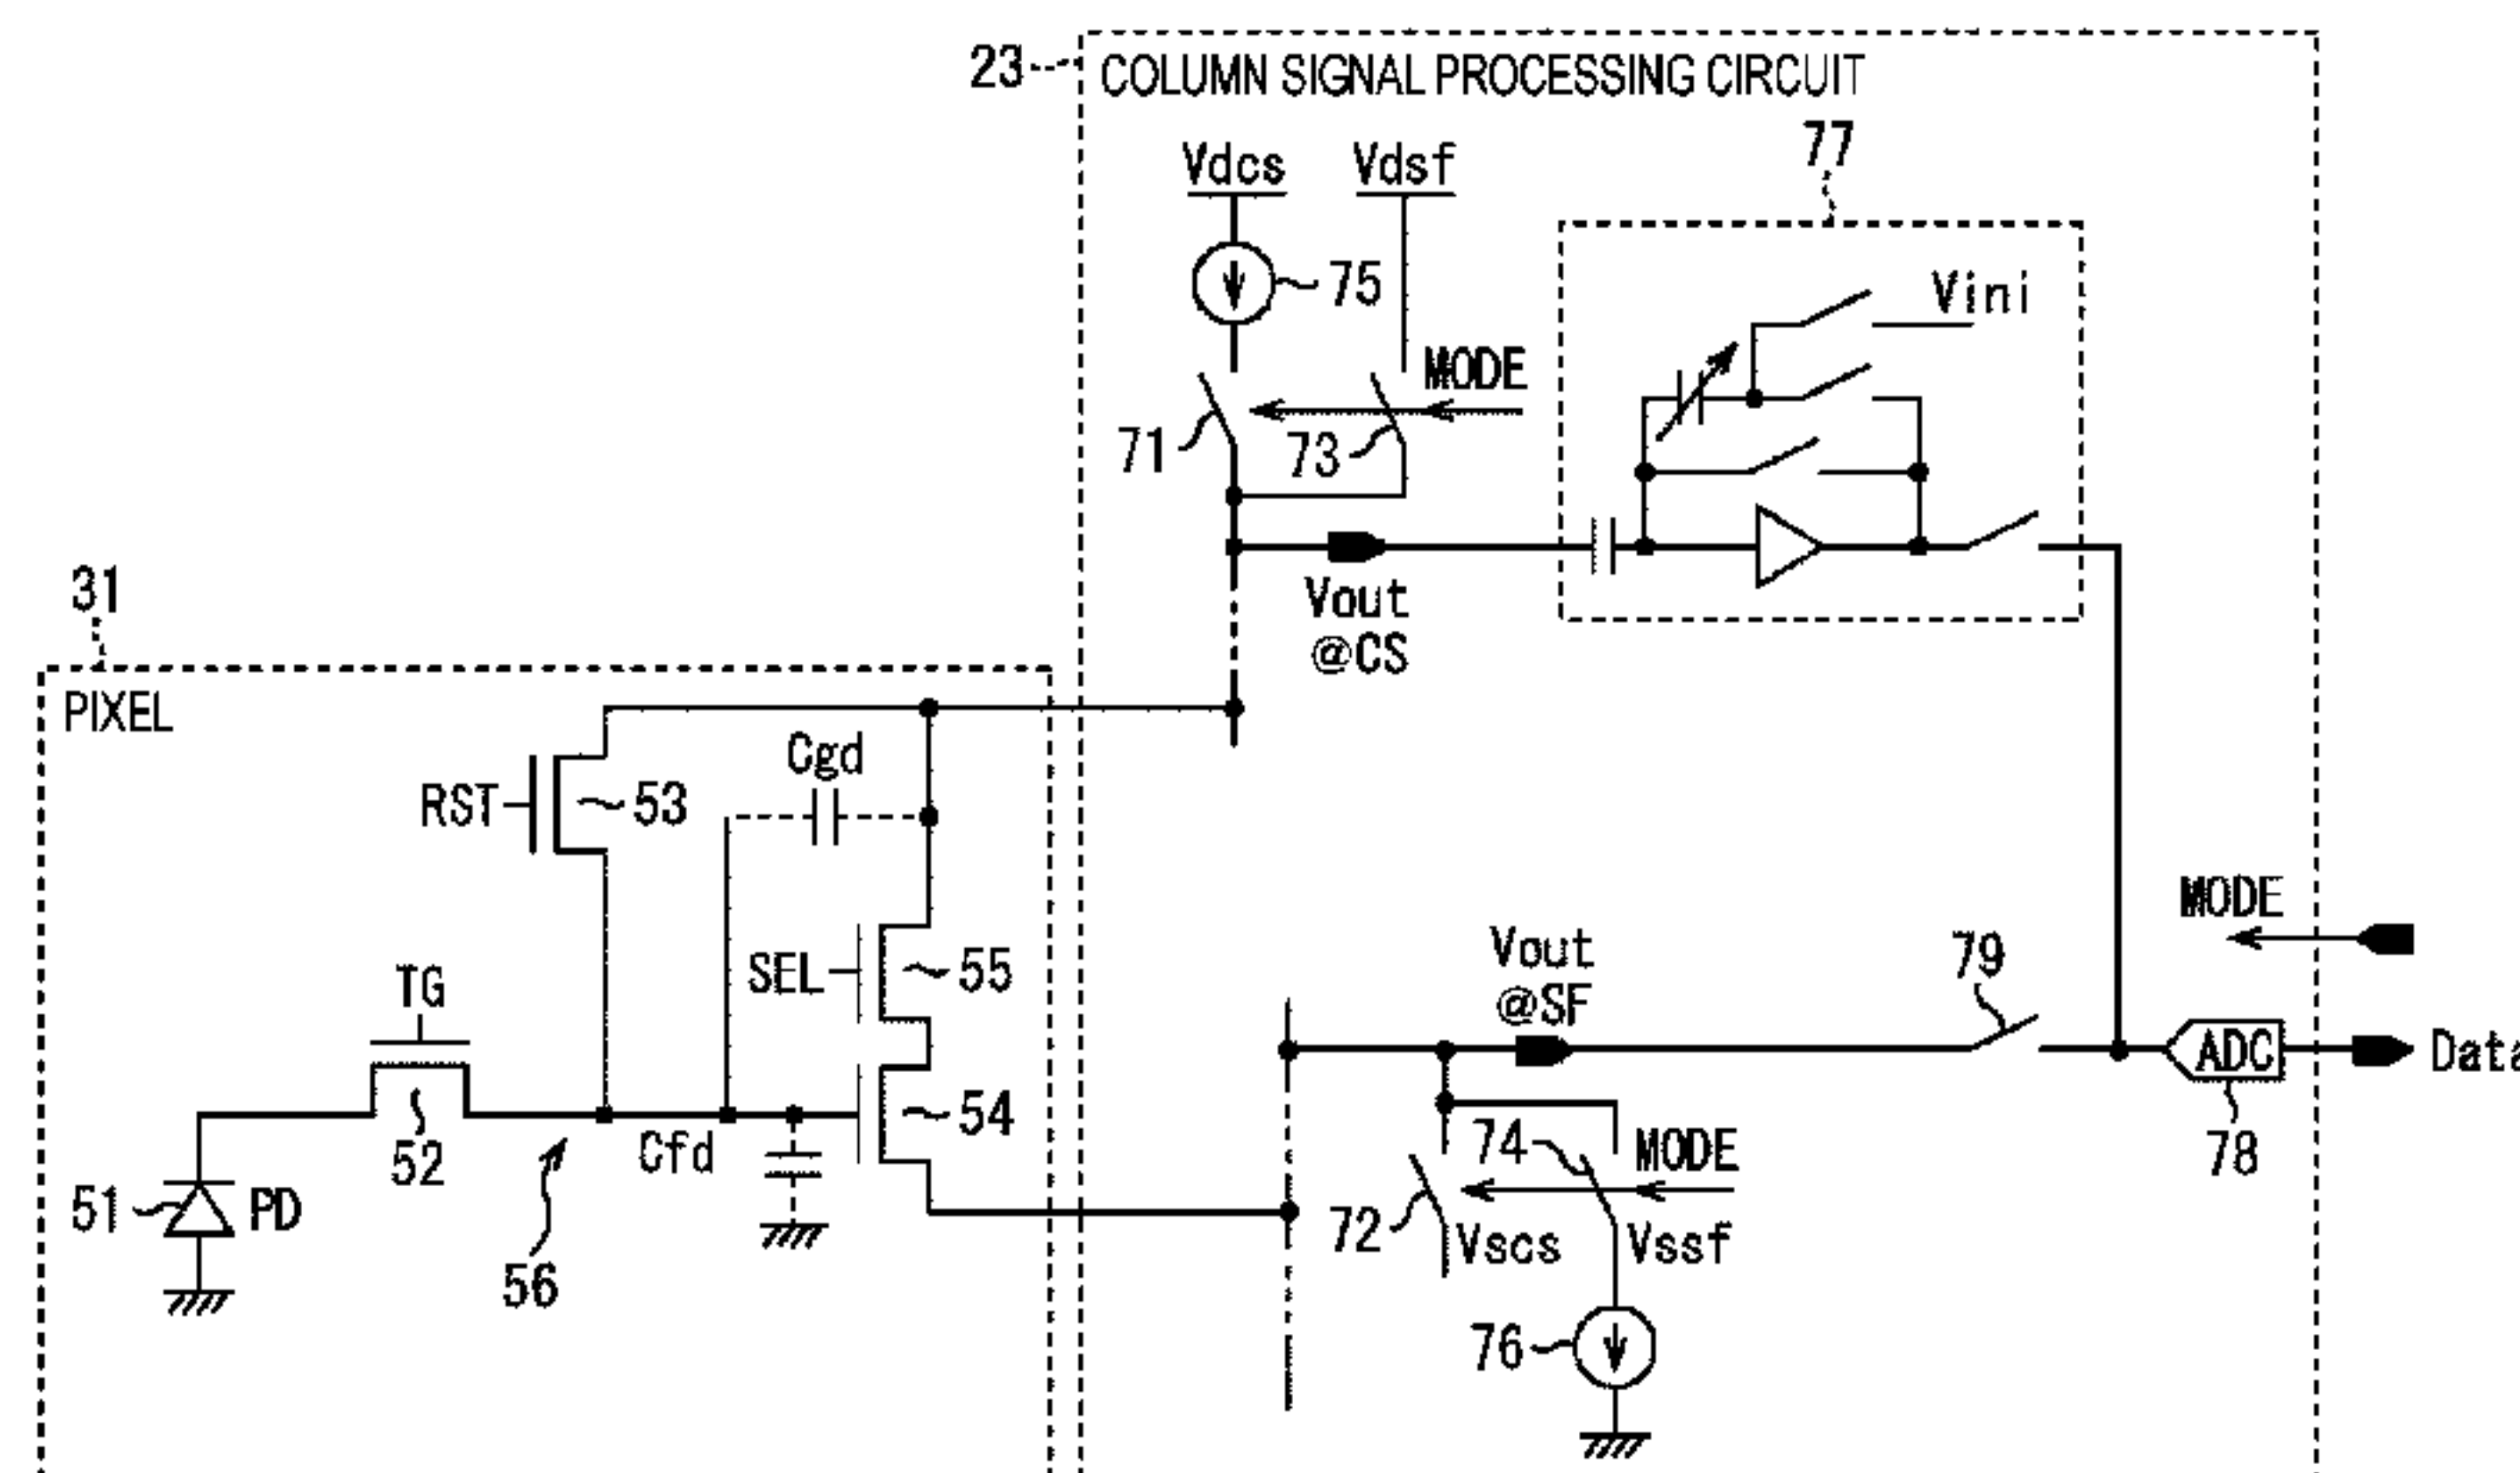 23
COLUMN SIGNAL PROCESSING CIRCUIT
77
Vdcs
Vdsf
75
Vini
MODE
71
73
Vout
@CS
31
PIXEL
Cgd
RST
53
MODE
Vout
@SF
79
SEL
55
TG
ADC
Data
52
Cfd
54
74
MODE
78
51
PD
72
Vscs
Vssf
56
76